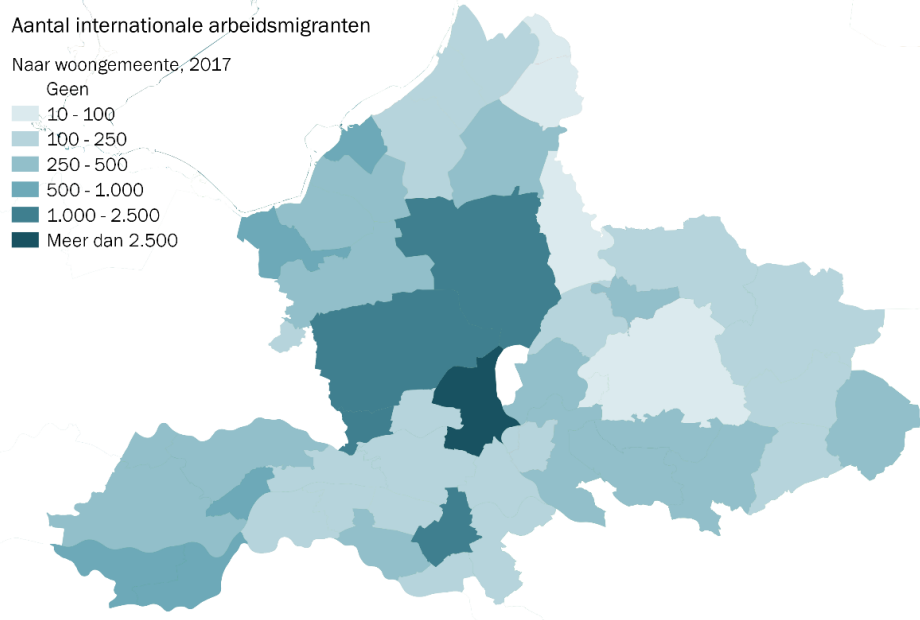 Aantal internationale arbeidsmigranten
Naar woongemeente, 2017
Geen
10 - 100
100 - 250
250 - 500
500 - 1.000
1.000 - 2.500
Meer dan 2.500